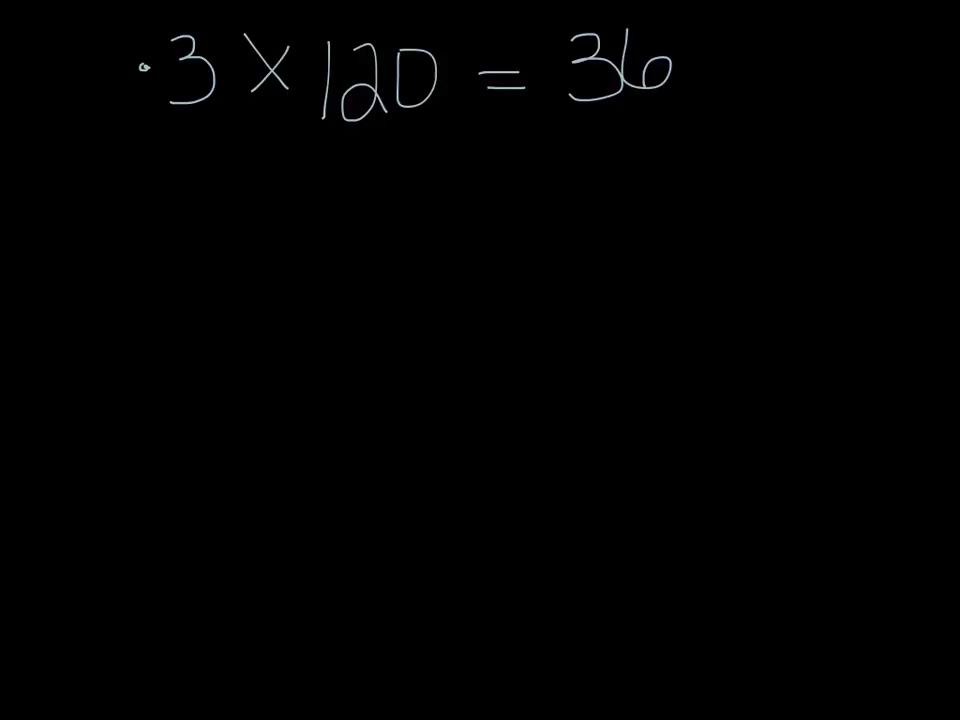 .3 × 120 = 36